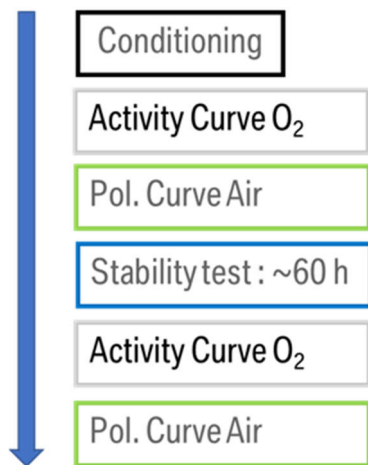 Conditioning
Activity Curve O₂
Pol. Curve Air
Stability test : ~60 h
Activity Curve O₂
Pol. Curve Air